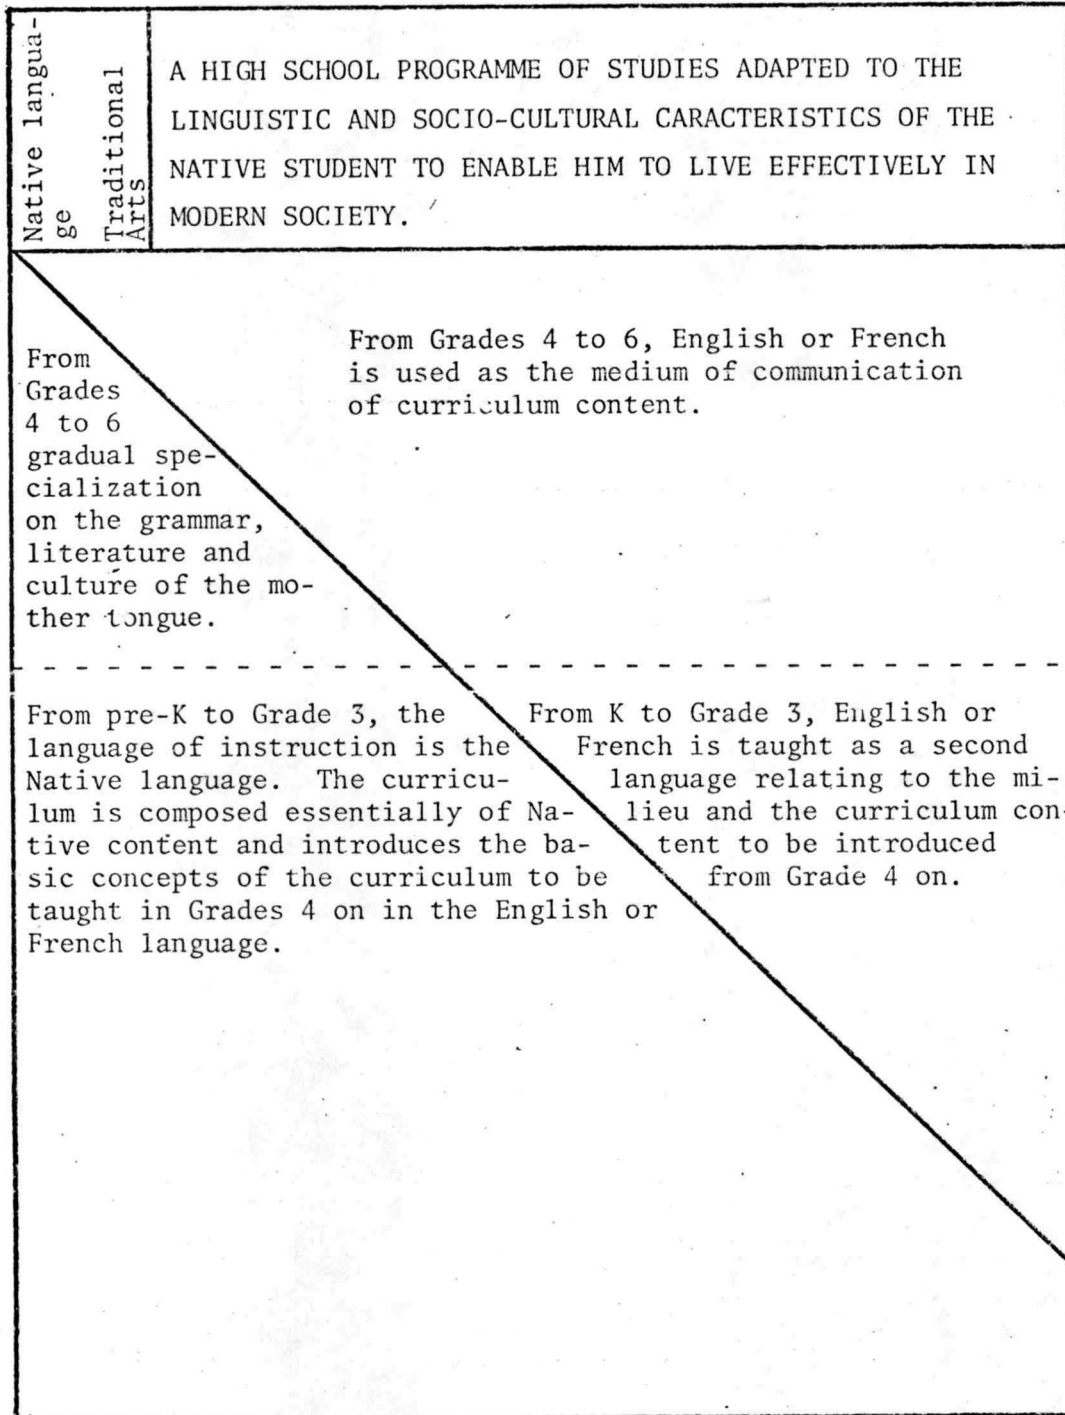 Native langua-
ge
Traditional
Arts
A HIGH SCHOOL PROGRAMME OF STUDIES ADAPTED TO THE
LINGUISTIC AND SOCIO-CULTURAL CARACTERISTICS OF THE
NATIVE STUDENT TO ENABLE HIM TO LIVE EFFECTIVELY IN
MODERN SOCIETY.
From
Grades
4 to 6
gradual spe-
cialization
on the grammar,
literature and
culture of the mo-
ther tongue.
From Grades 4 to 6, English or French
is used as the medium of communication
of curriculum content.
From pre-K to Grade 3, the
language of instruction is the
Native language. The curricu-
lum is composed essentially of Na-
tive content and introduces the ba-
sic concepts of the curriculum to be
taught in Grades 4 on in the English or
French language.
From K to Grade 3, English or
French is taught as a second
language relating to the mi-
lieu and the curriculum con-
tent to be introduced
from Grade 4 on.